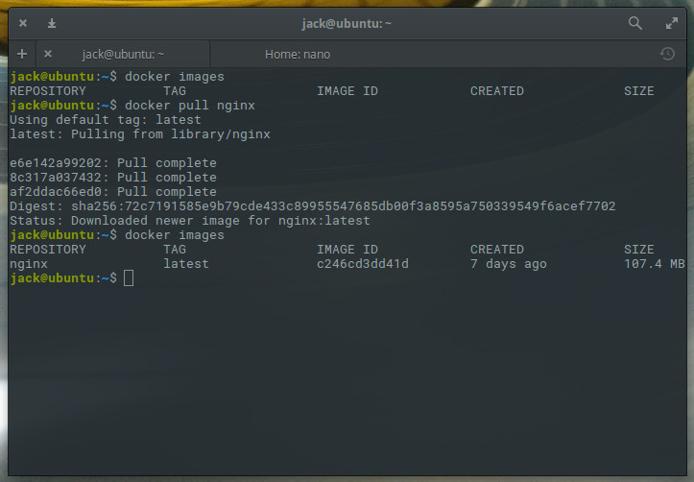 jack@ubuntu: ~
jack@ubuntu: ~ Home: nano
jack@ubuntu:~$ docker images
REPOSITORY TAG IMAGE ID CREATED SIZE
jack@ubuntu:~$ docker pull nginx
Using default tag: latest
latest: Pulling from library/nginx
e6e142a99202: Pull complete
8c317a037432: Pull complete
af2ddac66ed0: Pull complete
Digest: sha256:72c7191585e9b79cde433c89955547685db00f3a8595a750339549f6acef7702
Status: Downloaded newer image for nginx:latest
jack@ubuntu:~$ docker images
REPOSITORY TAG IMAGE ID CREATED SIZE
nginx latest c246cd3dd41d 7 days ago 107.4 MB
jack@ubuntu:~$